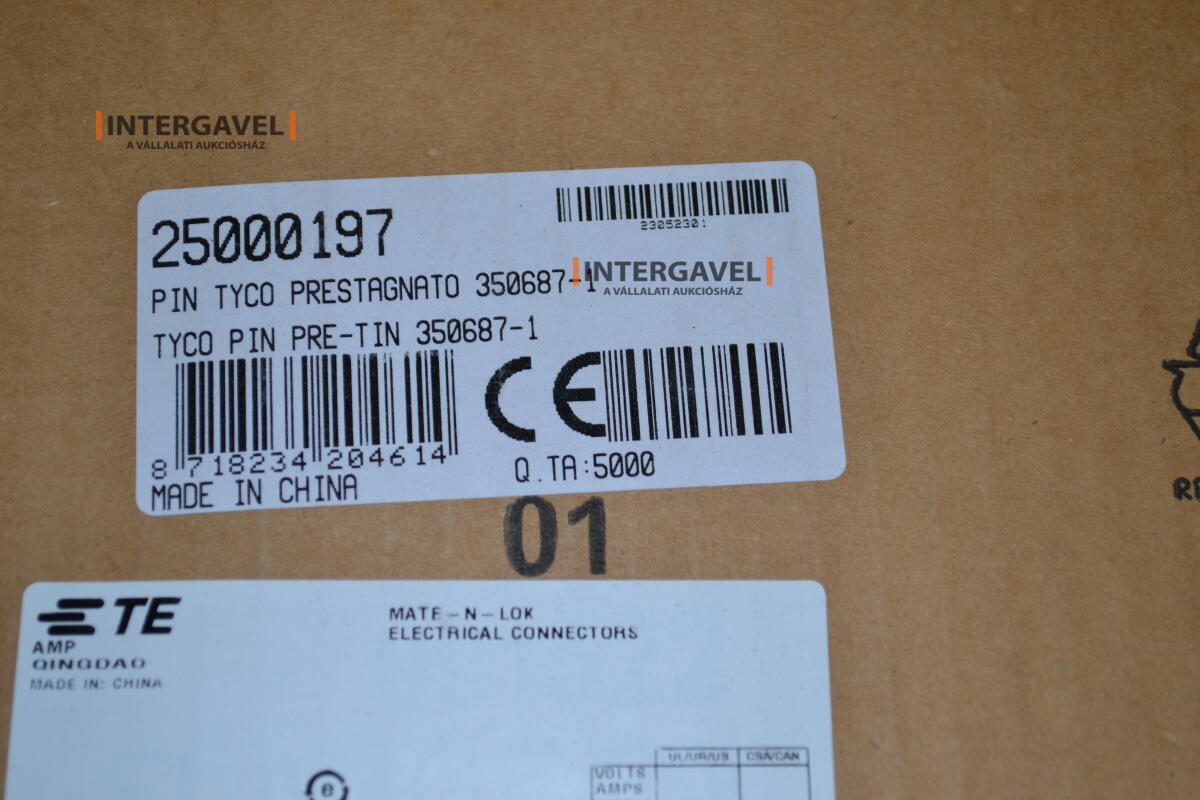 INTERGAVEL
A VÁLLALATI AUKCIÓSHÁZ
25000197
23052301
PIN TYCO PRESTAGNATO 350687-1
INTERGAVEL
A VÁLLALATI AUKCIÓSHÁZ
TYCO PIN PRE-TIN 350687-1
CE
8 718234 204614
Q.TA:5000
MADE IN CHINA
01
TE
AMP
QINGDAO
MADE IN: CHINA
MATE-N-LOK
ELECTRICAL CONNECTORS
UL/UR/US CSA/CAN
VOLTS
AMPS
e